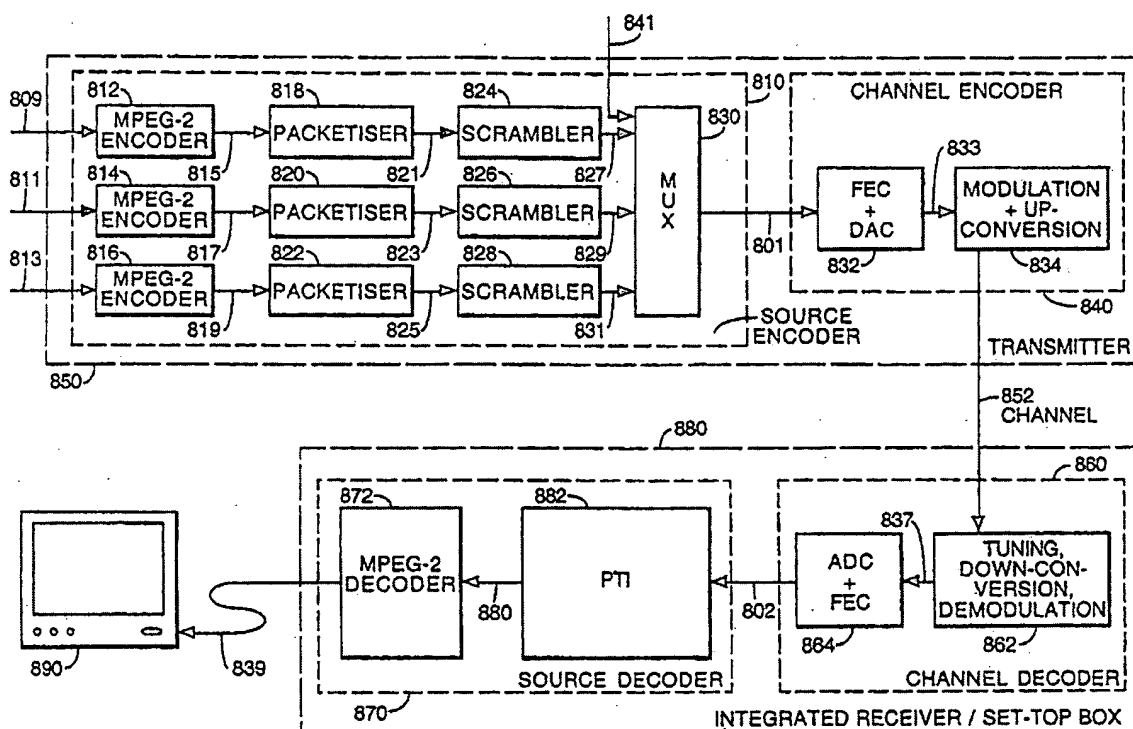 841
809
812
MPEG-2
ENCODER
815
818
PACKETISER
821
824
SCRAMBLER
827
810
830
MUX
CHANNEL ENCODER
811
814
MPEG-2
ENCODER
817
820
PACKETISER
823
826
SCRAMBLER
829
801
FEC
+
DAC
832
833
MODULATION
+ UP-
CONVERSION
834
813
816
MPEG-2
ENCODER
819
822
PACKETISER
825
828
SCRAMBLER
831
SOURCE
ENCODER
840
TRANSMITTER
850
852
CHANNEL
880
860
872
MPEG-2
DECODER
882
PTI
880
802
ADC
+
FEC
864
837
TUNING,
DOWN-CON-
VERSION,
DEMODULATION
862
890
839
SOURCE DECODER
870
CHANNEL DECODER
INTEGRATED RECEIVER / SET-TOP BOX